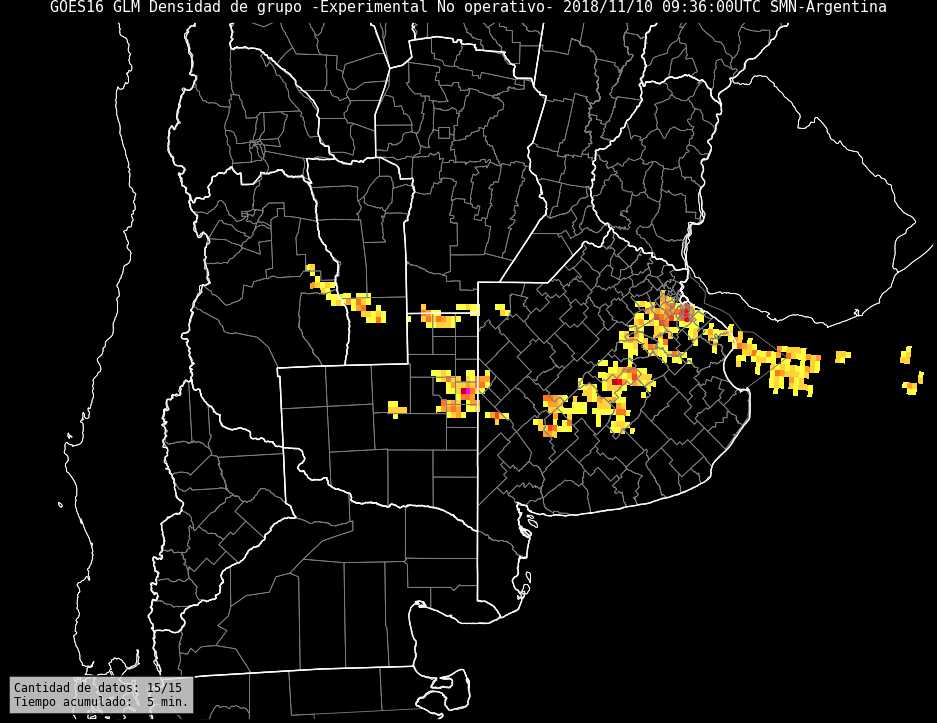 GOES16 GLM Densidad de grupo -Experimental No operativo- 2018/11/10 09:36:00UTC SMN-Argentina
Cantidad de datos: 15/15
Tiempo acumulado:  5 min.